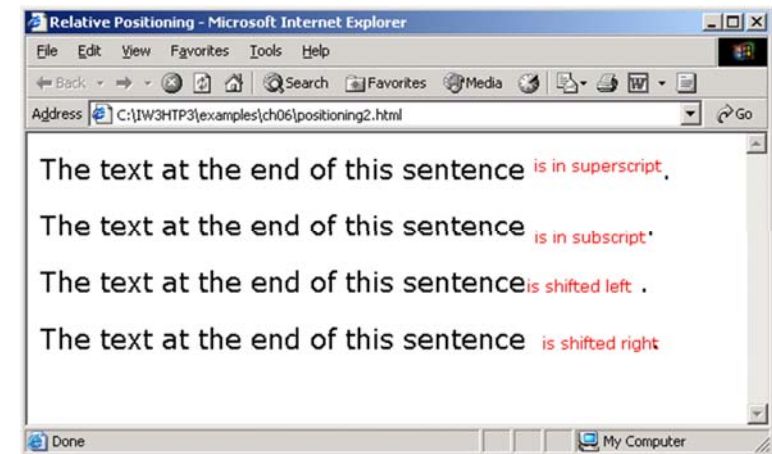 Relative Positioning - Microsoft Internet Explorer
File Edit View Favorites Tools Help
Back Search Favorites Media
Address C:\IW3HTP3\examples\ch06\positioning2.html Go
The text at the end of this sentence is in superscript.
The text at the end of this sentence is in subscript.
The text at the end of this sentence is shifted left .
The text at the end of this sentence is shifted right.
Done My Computer